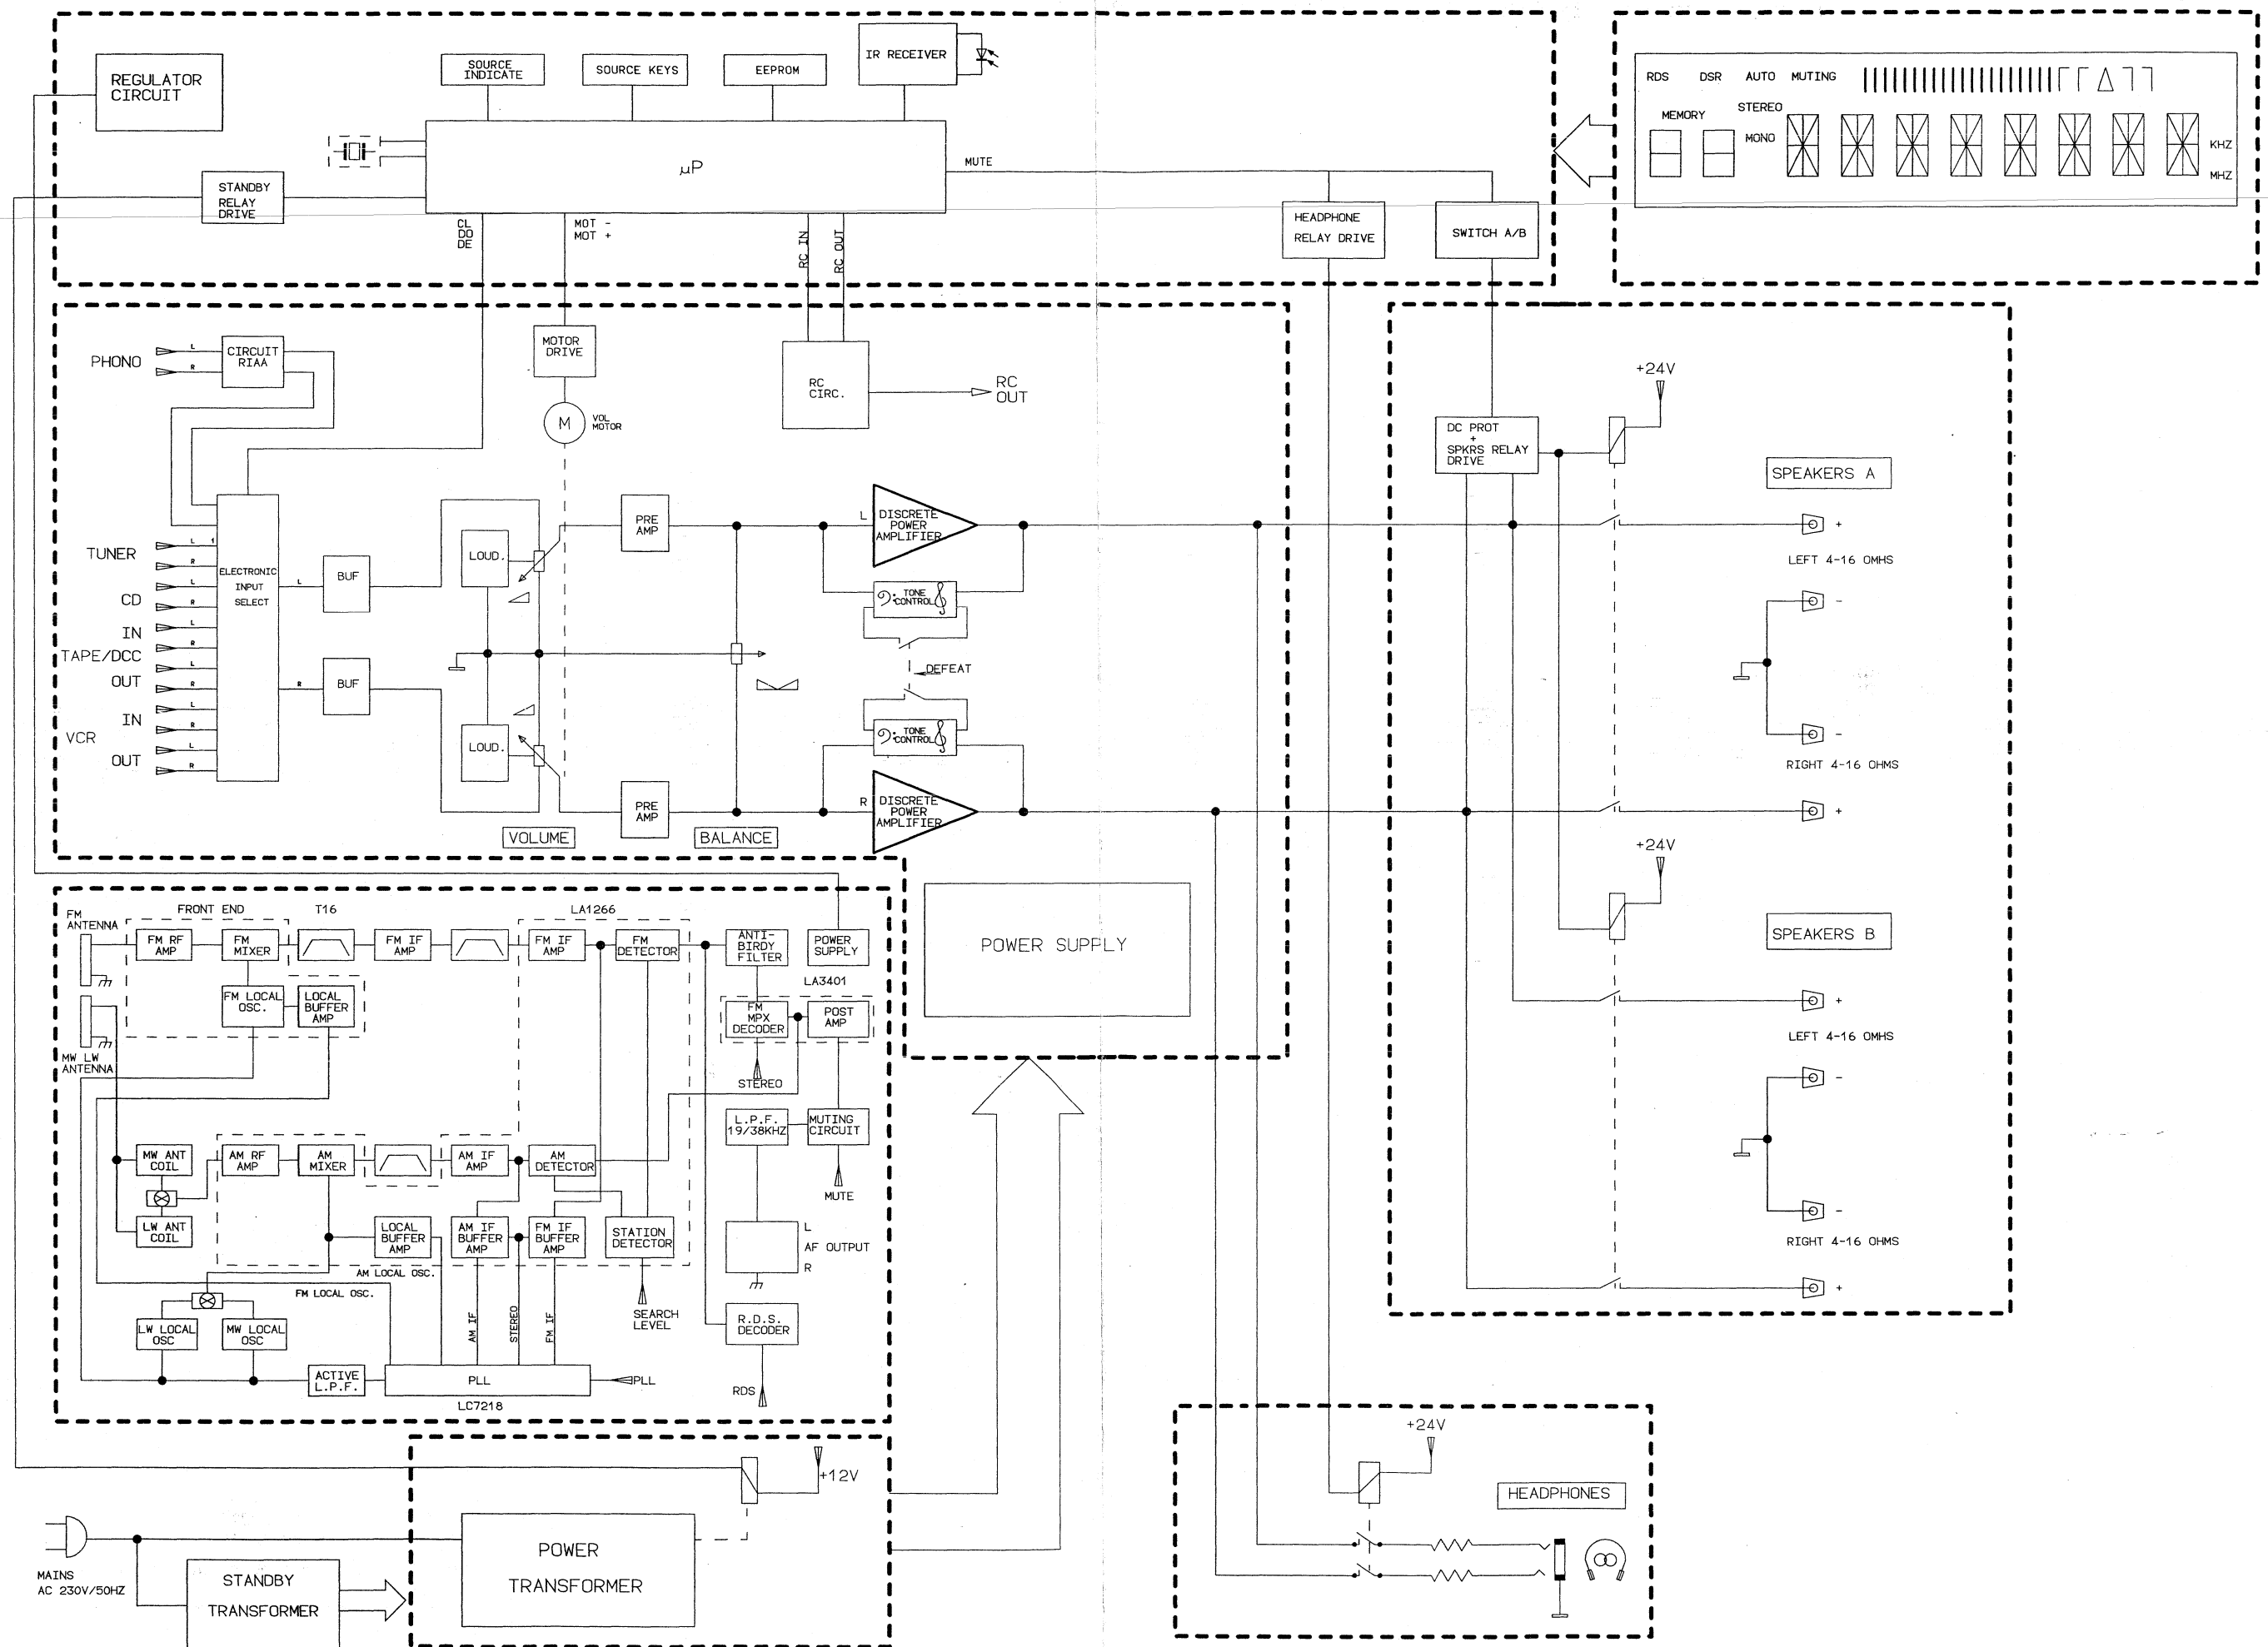 REGULATOR
CIRCUIT
SOURCE
INDICATE
SOURCE KEYS
EEPROM
IR RECEIVER
μP
MUTE
STANDBY
RELAY
DRIVE
CL
DO
DE
MOT -
MOT +
RC IN
RC OUT
HEADPHONE
RELAY DRIVE
SWITCH A/B
RDS DSR AUTO MUTING
MEMORY
STEREO
MONO
KHZ
MHZ
PHONO
L
R
CIRCUIT
RIAA
MOTOR
DRIVE
M
VOL
MOTOR
RC
CIRC.
RC
OUT
TUNER
L
1
R
CD
L
R
IN
L
R
TAPE/DCC
OUT
L
R
IN
L
R
VCR
OUT
L
R
ELECTRONIC
INPUT
SELECT
L
BUF
R
BUF
LOUD.
LOUD.
PRE
AMP
PRE
AMP
VOLUME
BALANCE
L
DISCRETE
POWER
AMPLIFIER
TONE
CONTROL
DEFEAT
TONE
CONTROL
R
DISCRETE
POWER
AMPLIFIER
POWER SUPPLY
DC PROT
+
SPKRS RELAY
DRIVE
+24V
SPEAKERS A
+
LEFT 4-16 OMHS
-
-
RIGHT 4-16 OHMS
+
+24V
SPEAKERS B
+
LEFT 4-16 OMHS
-
-
RIGHT 4-16 OHMS
+
FM
ANTENNA
FRONT END
T16
LA1266
FM RF
AMP
FM
MIXER
FM IF
AMP
FM IF
AMP
FM
DETECTOR
ANTI-
BIRDY
FILTER
POWER
SUPPLY
LA3401
FM LOCAL
OSC.
LOCAL
BUFFER
AMP
FM
MPX
DECODER
POST
AMP
MW LW
ANTENNA
STEREO
L.P.F.
19/38KHZ
MUTING
CIRCUIT
MUTE
MW ANT
COIL
AM RF
AMP
AM
MIXER
AM IF
AMP
AM
DETECTOR
LW ANT
COIL
LOCAL
BUFFER
AMP
AM IF
BUFFER
AMP
FM IF
BUFFER
AMP
STATION
DETECTOR
L
AF OUTPUT
R
AM LOCAL OSC.
FM LOCAL OSC.
AM IF
STEREO
FM IF
SEARCH
LEVEL
R.D.S.
DECODER
LW LOCAL
OSC
MW LOCAL
OSC
ACTIVE
L.P.F.
PLL
PLL
LC7218
RDS
+12V
POWER
TRANSFORMER
MAINS
AC 230V/50HZ
STANDBY
TRANSFORMER
+24V
HEADPHONES